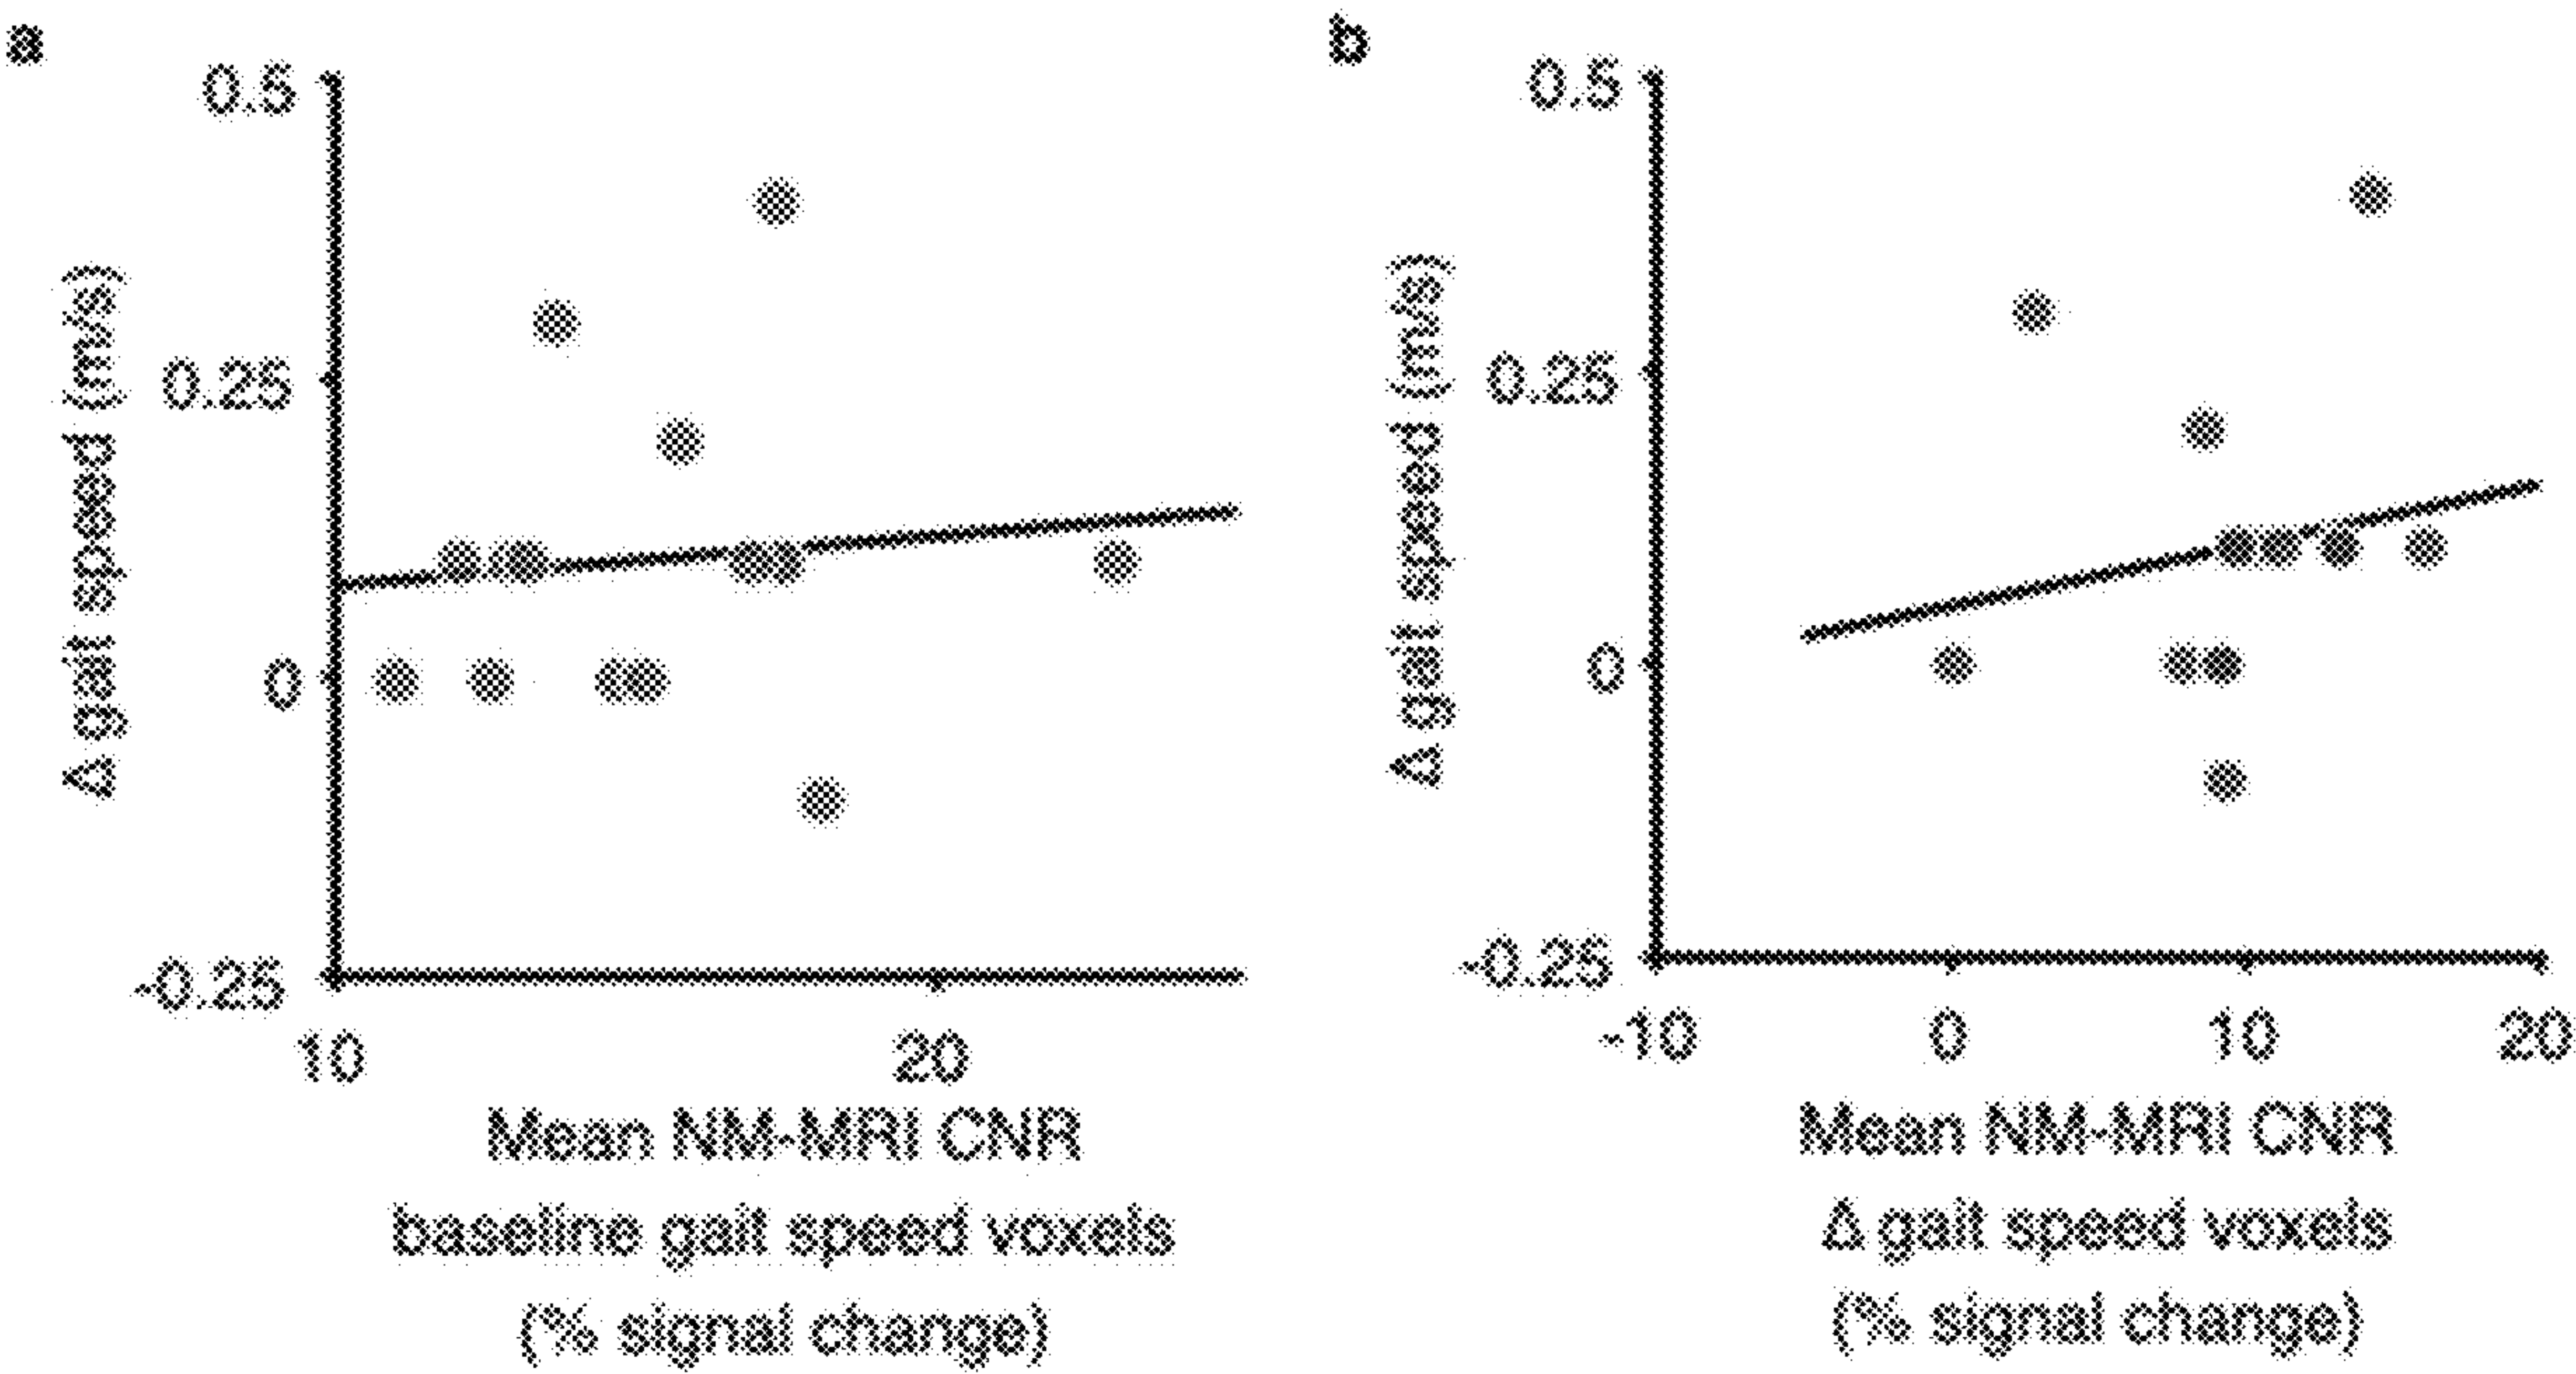 a
0.5
0.25
0
-0.25
Δ gait speed (m/s)
10
20
Mean NM-MRI CNR
baseline gait speed voxels
(% signal change)
b
0.5
0.25
0
-0.25
Δ gait speed (m/s)
-10
0
10
20
Mean NM-MRI CNR
Δ gait speed voxels
(% signal change)